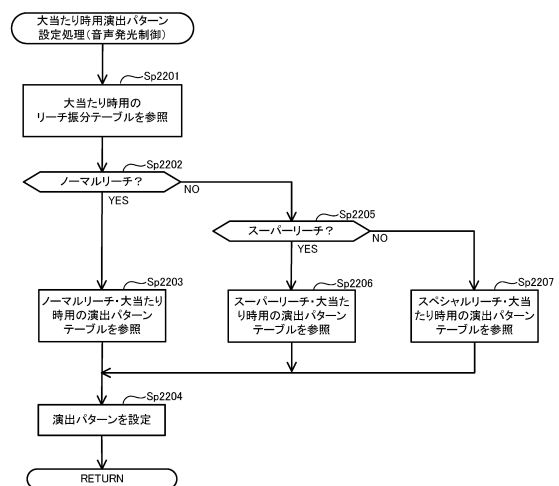 大当たり時用演出パターン
設定処理(音声発光制御)
Sp2201
大当たり時用の
リーチ振分テーブルを参照
Sp2202
ノーマルリーチ？
NO
YES
Sp2205
スーパーリーチ？
NO
YES
Sp2203
ノーマルリーチ・大当たり
時用の演出パターン
テーブルを参照
Sp2206
スーパーリーチ・大当た
り時用の演出パターン
テーブルを参照
Sp2207
スペシャルリーチ・大当
たり時用の演出パターン
テーブルを参照
Sp2204
演出パターンを設定
RETURN